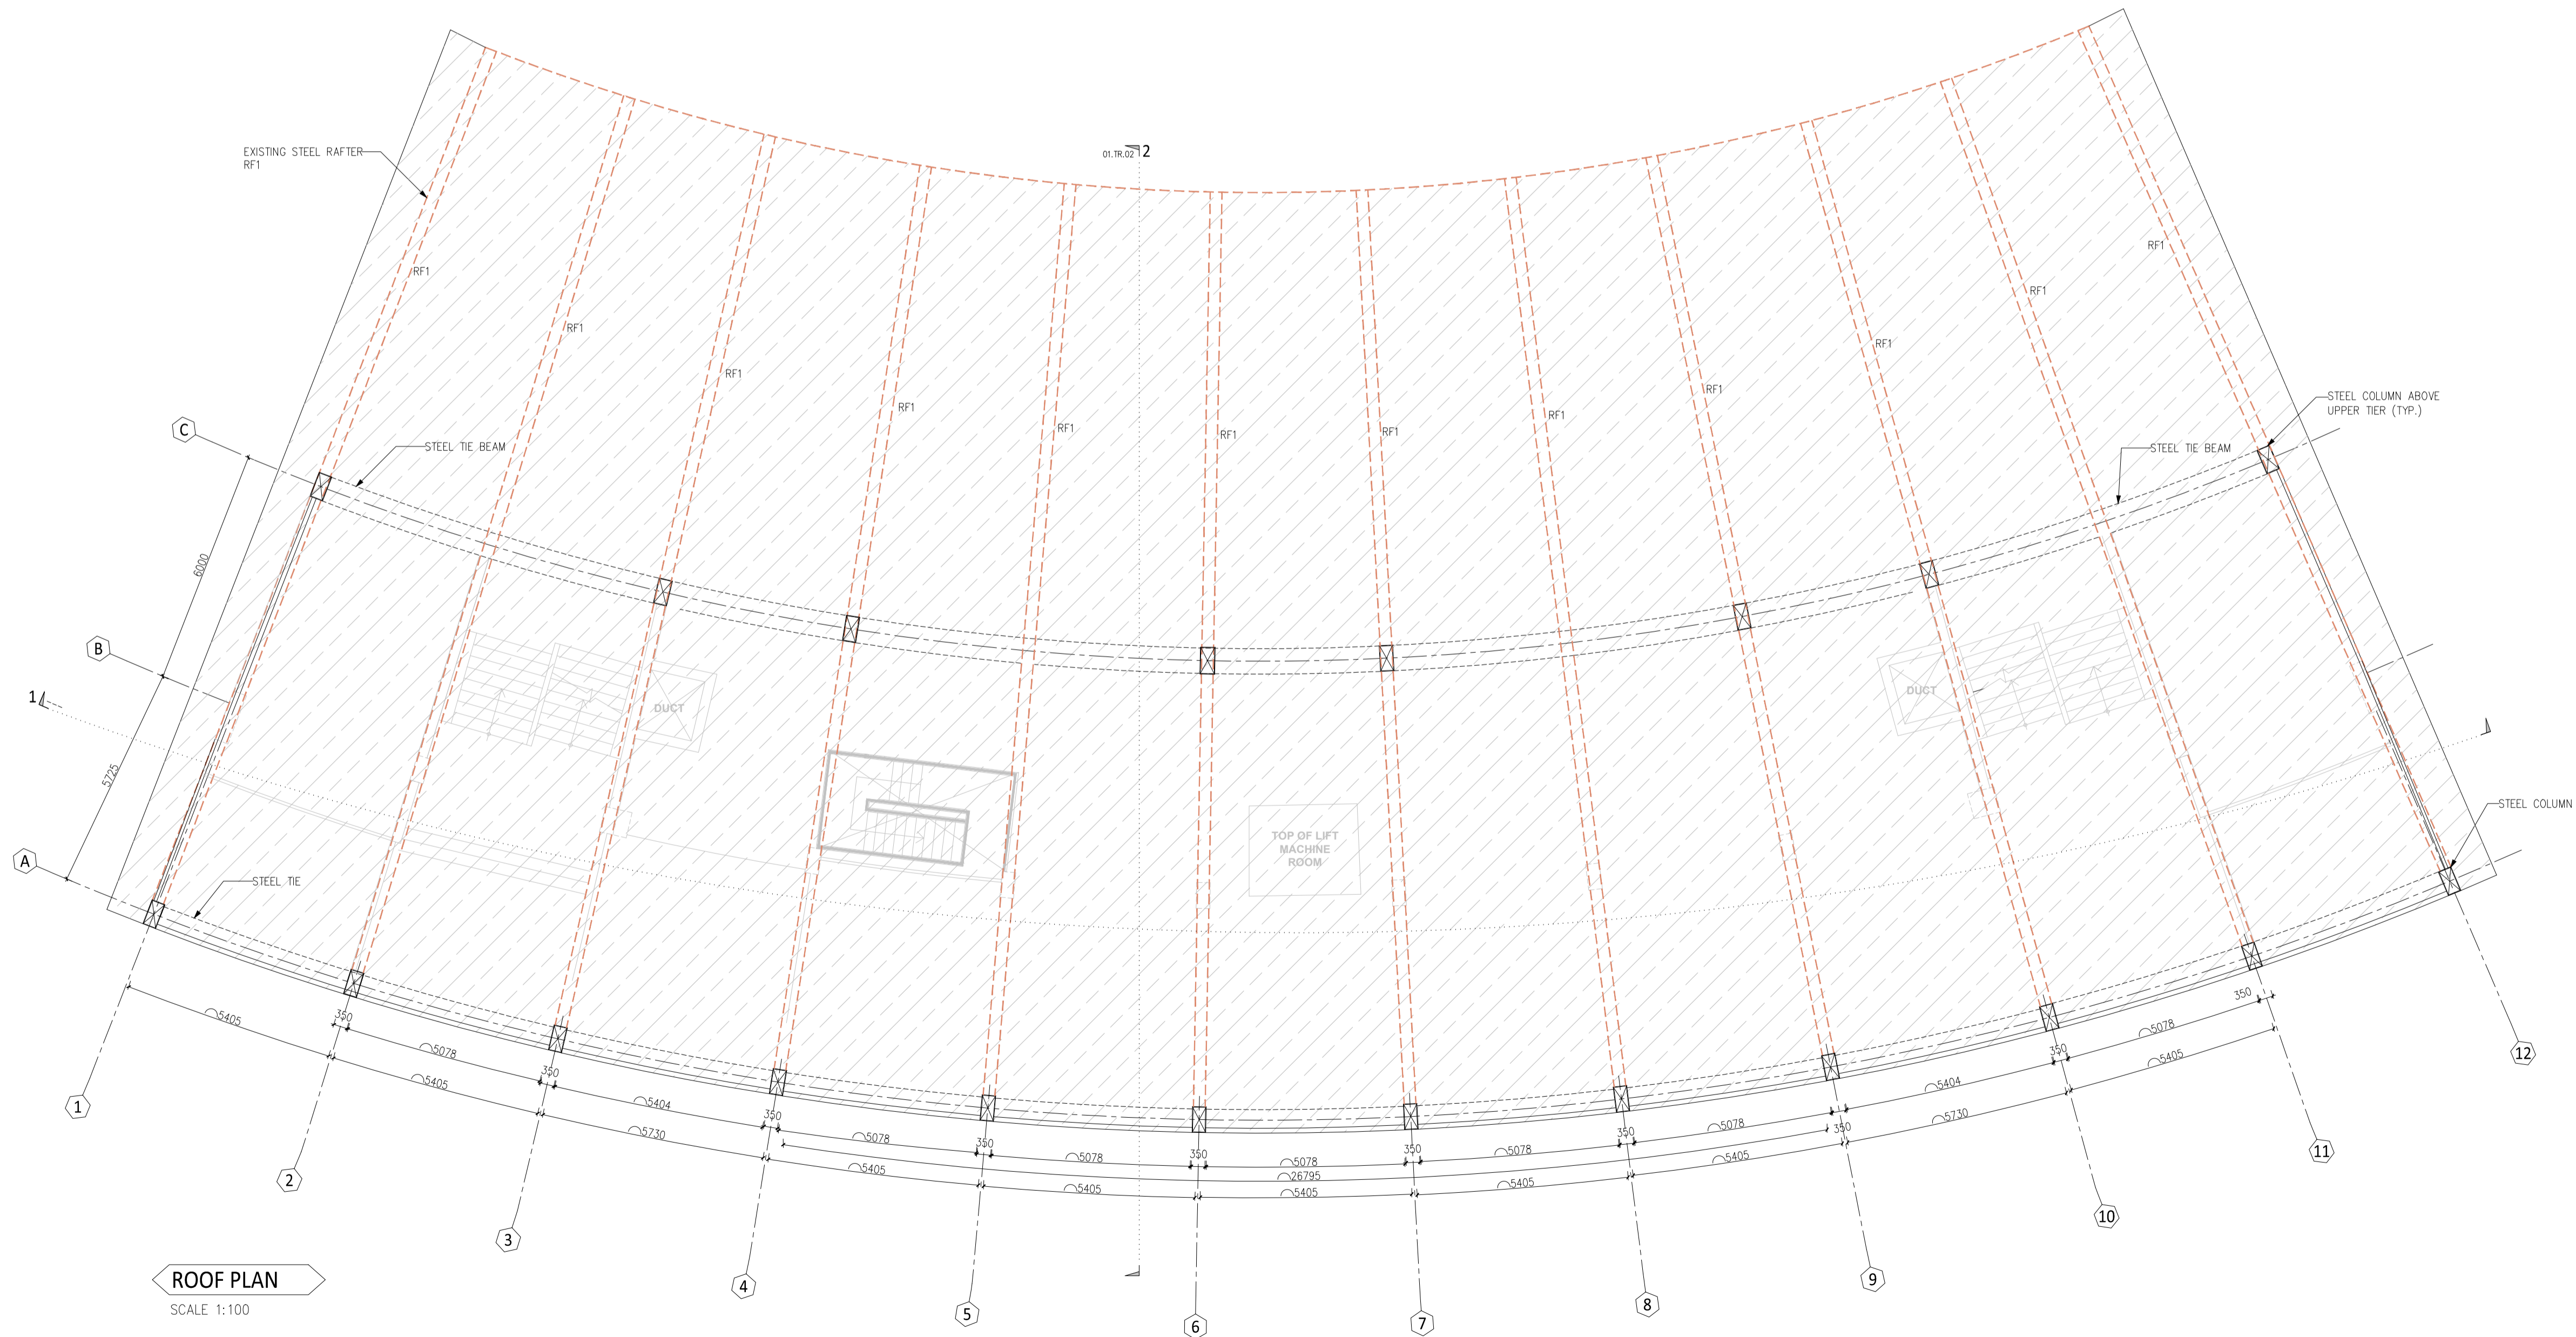 01.TR.02 2
EXISTING STEEL RAFTER
RF1
RF1
RF1
RF1
RF1
RF1
RF1
RF1
RF1
RF1
RF1
RF1
RF1
STEEL COLUMN ABOVE
UPPER TIER (TYP.)
C
STEEL TIE BEAM
STEEL TIE BEAM
6000
B
1
DUCT
DUCT
5725
STEEL COLUMN
TOP OF LIFT
MACHINE
ROOM
A
STEEL TIE
5405
350
5078
350
5404
350
5078
350
5078
350
5078
350
5078
350
5078
350
5404
350
5078
350
5405
5730
5405
5405
5405
5405
5405
5730
5405
26795
1
2
3
4
5
6
7
8
9
10
11
12
ROOF PLAN
SCALE 1:100